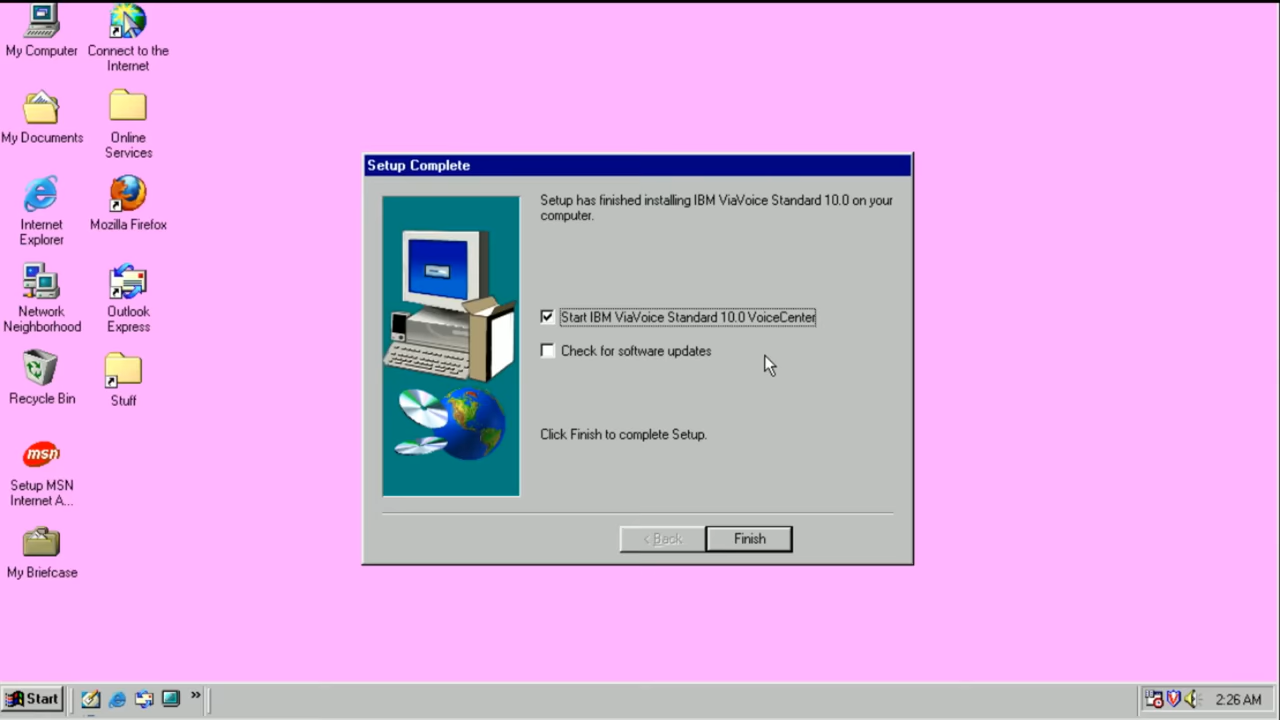 My Computer
Connect to the
Internet
My Documents
Online
Services
Internet
Explorer
Mozilla Firefox
Network
Neighborhood
Outlook
Express
Recycle Bin
Stuff
msn
Setup MSN
Internet A...
My Briefcase
Setup Complete
Setup has finished installing IBM ViaVoice Standard 10.0 on your
computer.
Start IBM ViaVoice Standard 10.0 VoiceCenter
Check for software updates
Click Finish to complete Setup.
< Back
Finish
Start
2:26 AM